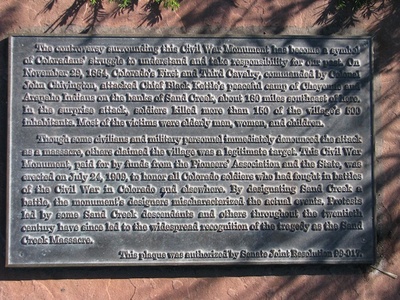 The controversy surrounding this Civil War Monument has become a symbol
of Coloradans' struggle to understand and take responsibility for our past. On
November 29, 1864, Colorado's First and Third Cavalry, commanded by Colonel
John Chivington, attacked Chief Black Kettle's peaceful camp of Cheyenne and
Arapaho Indians on the banks of Sand Creek, about 180 miles southeast of here.
In the surprise attack, soldiers killed more than 150 of the village's 500
inhabitants. Most of the victims were elderly men, women, and children.
Though some civilians and military personnel immediately denounced the attack
as a massacre, others claimed the village was a legitimate target. This Civil War
Monument, paid for by funds from the Pioneers' Association and the State, was
erected on July 24, 1909, to honor all Colorado soldiers who had fought in battles
of the Civil War in Colorado and elsewhere. By designating Sand Creek a
battle, the monument's designers mischaracterized the actual events. Protests
led by some Sand Creek descendants and others throughout the twentieth
century have since led to the widespread recognition of the tragedy as the Sand
Creek Massacre.
This plaque was authorized by Senate Joint Resolution 99-017.